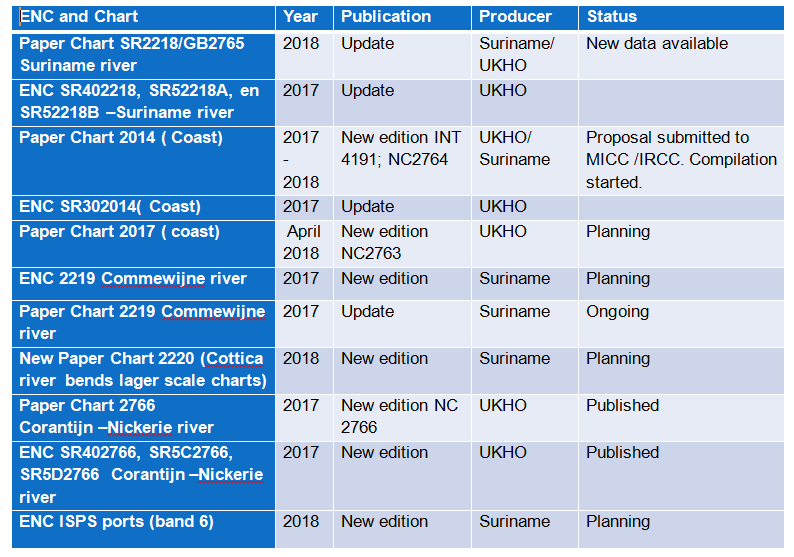 ENC and Chart Year Publication Producer Status
Paper Chart SR2218/GB2765 2018 Update Suriname/ New data available
Suriname river UKHO
ENC SR402218, SR52218A, en 2017 Update UKHO
SR52218B –Suriname river
Paper Chart 2014 ( Coast) 2017 New edition INT UKHO/ Proposal submitted to
- 4191; NC2764 Suriname MICC /IRCC. Compilation
2018 started.
ENC SR302014( Coast) 2017 Update UKHO
Paper Chart 2017 ( coast) April New edition UKHO Planning
2018 NC2763
ENC 2219 Commewijne river 2017 New edition Suriname Planning
Paper Chart 2219 Commewijne 2017 Update Suriname Ongoing
river
New Paper Chart 2220 (Cottica 2018 New edition Suriname Planning
river bends lager scale charts)
Paper Chart 2766 2017 New edition NC UKHO Published
Corantijn –Nickerie river 2766
ENC SR402766, SR5C2766, 2017 New edition UKHO Published
SR5D2766 Corantijn –Nickerie
river
ENC ISPS ports (band 6) 2018 New edition Suriname Planning